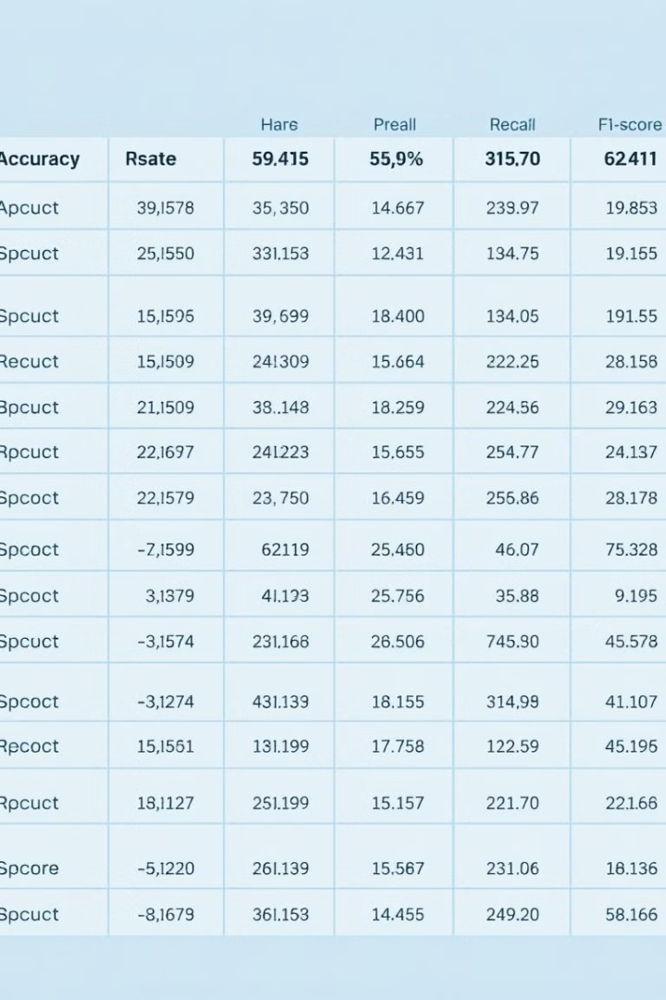 Hare Preall Recall F1-score
Accuracy Rsate 59.415 55,9% 315.70 62411
Apcuct 39,1578 35,350 14.667 239.97 19.853
Spcuct 25,1550 331.153 12.431 134.75 19.155
Spcuct 15,1595 39,699 18.400 134.05 191.55
Recuct 15,1509 241309 15.664 222.25 28.158
Bpcuct 21,1509 38..148 18.259 224.56 29.163
Rpcuct 22,1697 241.223 15,655 254.77 24.137
Spcoct 22,1579 23,750 16.459 255.86 28.178
Spcoct -7,1599 62119 25,460 46.07 75.328
Spcoct 3,1379 41.193 25.756 35.88 9.195
Spcuct -3,1574 231.166 26.506 745.90 45.578
Spcoct -3,1274 431.139 18.155 314,99 41.107
Rpcoct 15,1551 131.199 17.758 122.59 45.195
Rpcuct 18,1127 251.199 15.157 221.70 221.66
Spcore -5,1220 261.139 15.567 231.06 18.136
Spcuct -8,1679 361.153 14.455 249.20 58.166